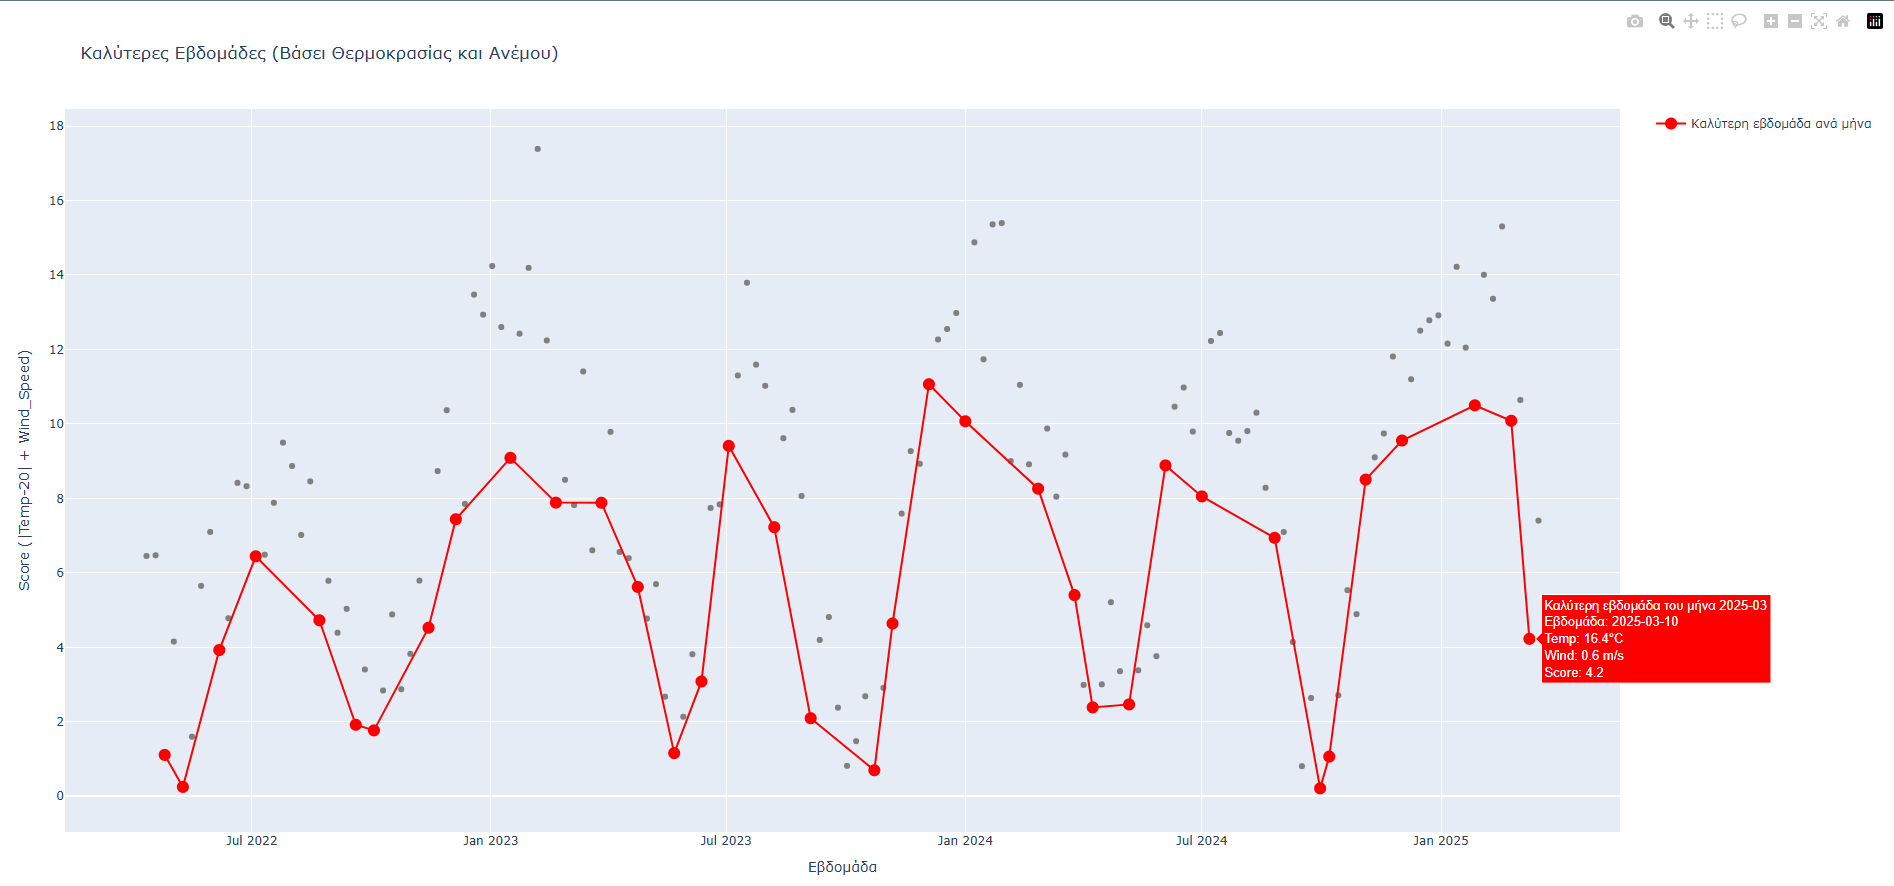 Καλύτερες Εβδομάδες (Βάσει Θερμοκρασίας και Ανέμου)
Καλύτερη εβδομάδα ανά μήνα
Score (|Temp-20| + Wind_Speed)
18
16
14
12
10
8
6
4
2
0
Καλύτερη εβδομάδα του μήνα 2025-03
Εβδομάδα: 2025-03-10
Temp: 16.4°C
Wind: 0.6 m/s
Score: 4.2
Jul 2022
Jan 2023
Jul 2023
Jan 2024
Jul 2024
Jan 2025
Εβδομάδα